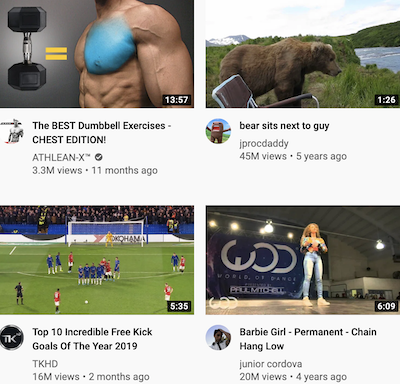 13:57
1:26
The BEST Dumbbell Exercises -
CHEST EDITION!
ATHLEAN-X™
3.3M views • 11 months ago
bear sits next to guy
jprocdaddy
45M views • 5 years ago
YOKOHAMA
5:35
WOD
WORLD OF DANCE
PAUL MITCHELL
6:09
TK
Top 10 Incredible Free Kick
Goals Of The Year 2019
TKHD
16M views • 2 months ago
Barbie Girl - Permanent - Chain
Hang Low
junior cordova
20M views • 4 years ago